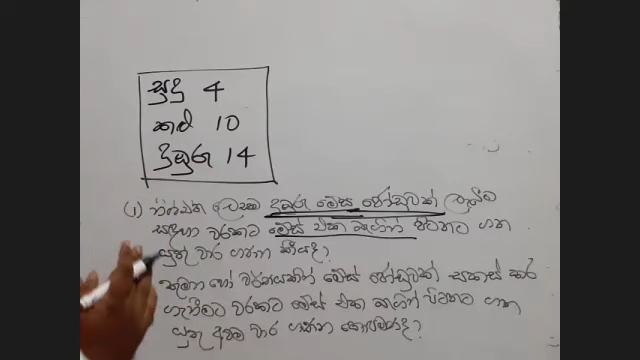 සුදු 4
කළු 10
දුඹුරු 14
(1) නිශ්චිත ලෙසම දුඹුරු මේස ජෝඩුවක් ලැබීම
සඳහා වරකට මේස් එක බැගින් පිටතට ගත
යුතු වාර ගණන කීයද?
කුමන හෝ වර්ණයකින් මේස් ජෝඩුවක් සකස් කර
ගැනීමට වරකට මේස් එක බැගින් පිටතට ගත
යුතු අවම වාර ගණන කොපමණද?